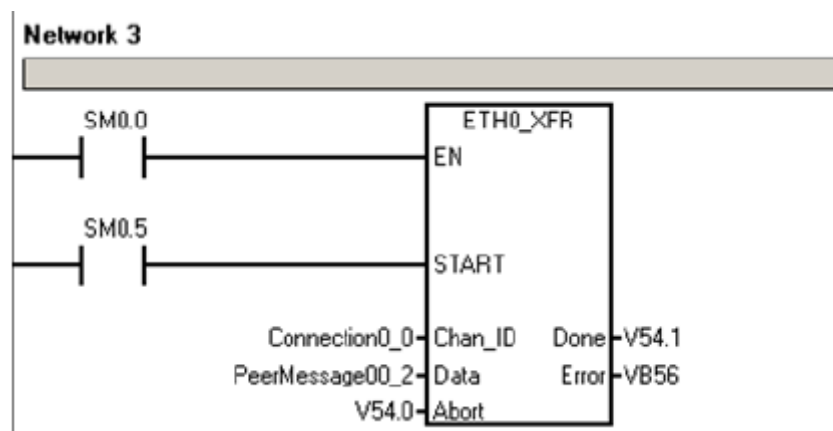 Network 3
SM0.0
ETH0_XFR
EN
SM0.5
START
Connection0_0 Chan_ID Done V54.1
PeerMessage00_2 Data Error VB56
V54.0 Abort